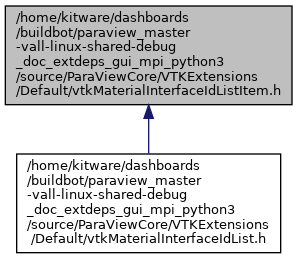 /home/kitware/dashboards
/buildbot/paraview_master
-vall-linux-shared-debug
_doc_extdeps_gui_mpi_python3
/source/ParaViewCore/VTKExtensions
/Default/vtkMaterialInterfaceIdListItem.h
/home/kitware/dashboards
/buildbot/paraview_master
-vall-linux-shared-debug
_doc_extdeps_gui_mpi_python3
/source/ParaViewCore/VTKExtensions
/Default/vtkMaterialInterfaceIdList.h